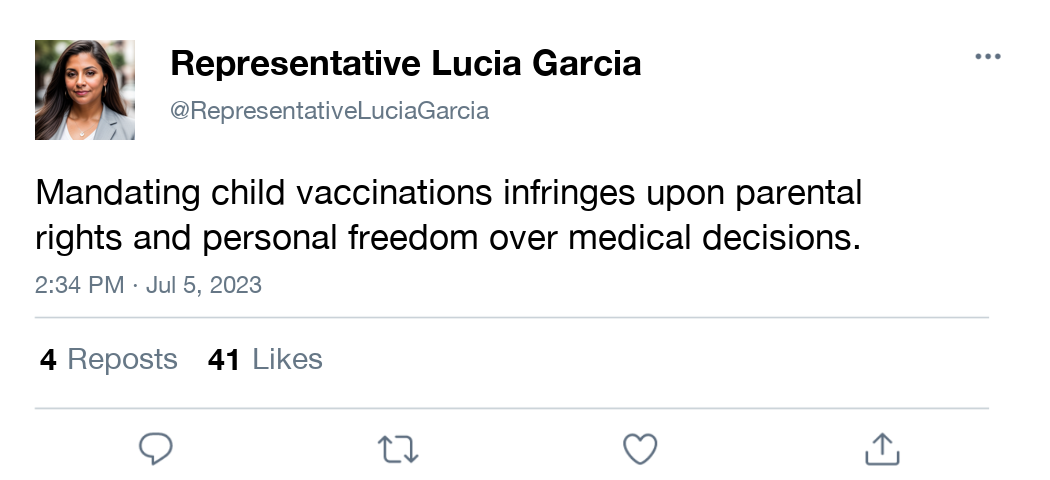 Representative Lucia Garcia
@RepresentativeLuciaGarcia
Mandating child vaccinations infringes upon parental
rights and personal freedom over medical decisions.
2:34 PM · Jul 5, 2023
4 Reposts 41 Likes